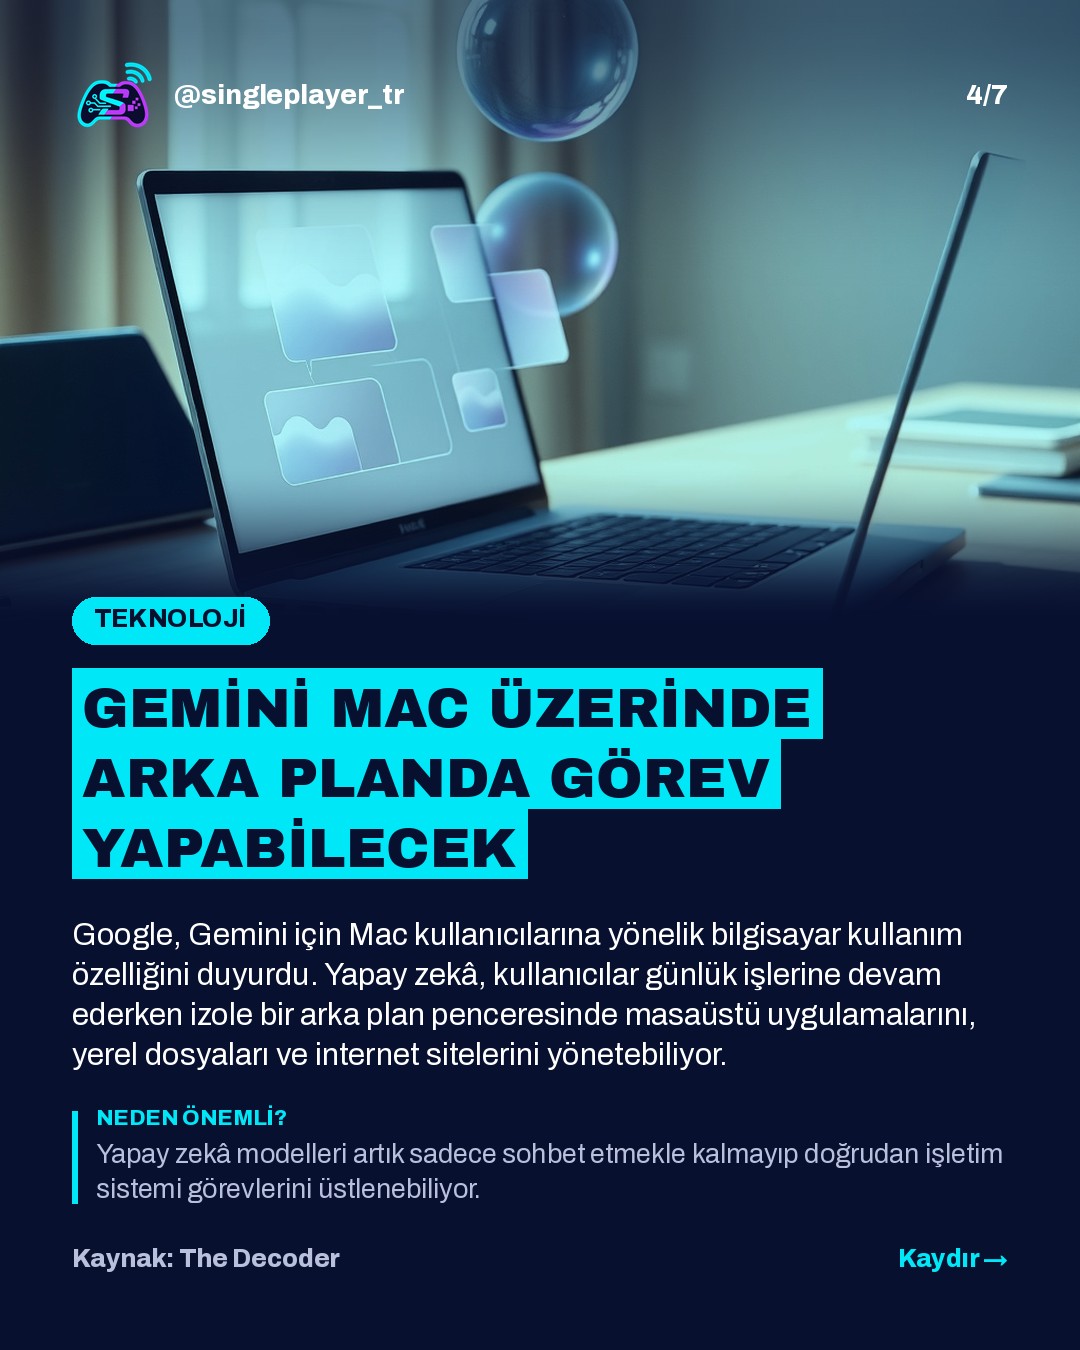 @singleplayer_tr
4/7
TEKNOLOJİ
GEMİNİ MAC ÜZERİNDE
ARKA PLANDA GÖREV
YAPABİLECEK
Google, Gemini için Mac kullanıcılarına yönelik bilgisayar kullanım
özelliğini duyurdu. Yapay zekâ, kullanıcılar günlük işlerine devam
ederken izole bir arka plan penceresinde masaüstü uygulamalarını,
yerel dosyaları ve internet sitelerini yönetebiliyor.
NEDEN ÖNEMLİ?
Yapay zekâ modelleri artık sadece sohbet etmekle kalmayıp doğrudan işletim
sistemi görevlerini üstlenebiliyor.
Kaynak: The Decoder
Kaydır→